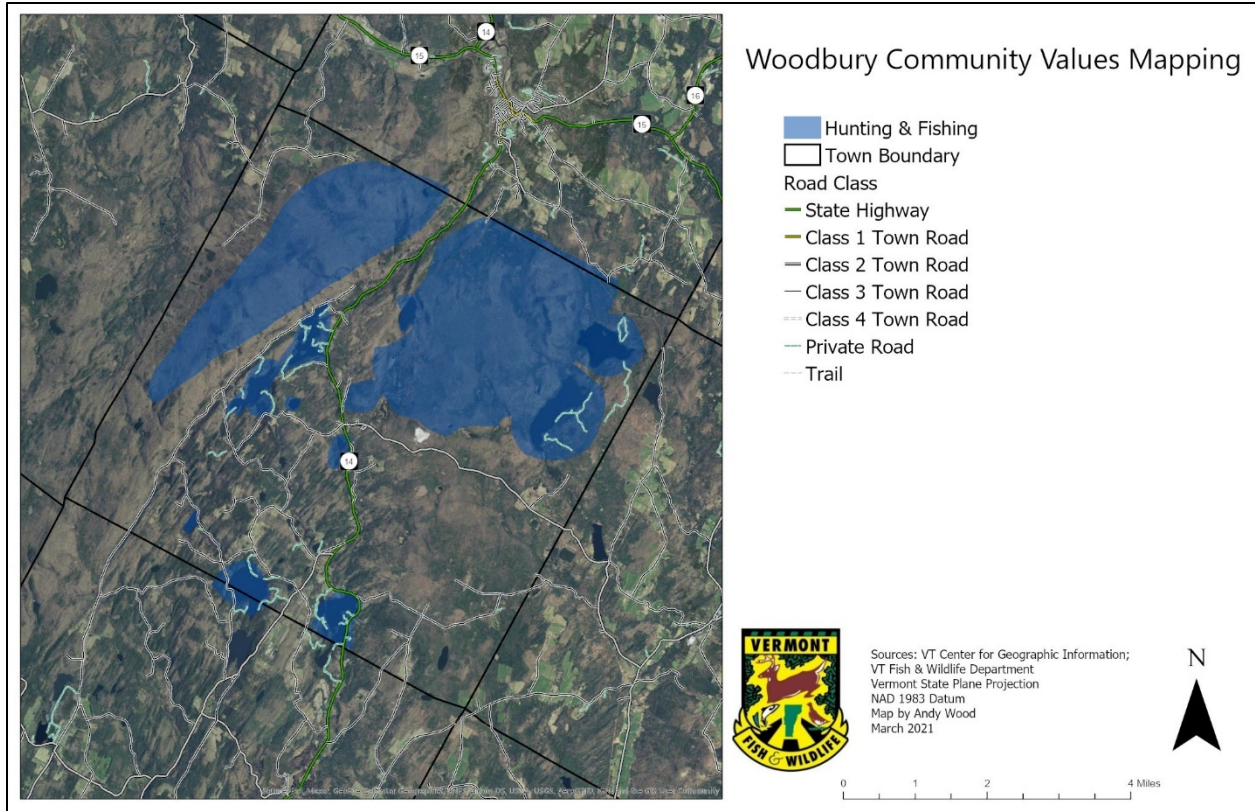 Woodbury Community Values Mapping
Hunting & Fishing
Town Boundary
Road Class
State Highway
Class 1 Town Road
Class 2 Town Road
Class 3 Town Road
Class 4 Town Road
Private Road
Trail
14
15
16
15
14
VERMONT
FISH & WILDLIFE
Sources: VT Center for Geographic Information;
VT Fish & Wildlife Department
Vermont State Plane Projection
NAD 1983 Datum
Map by Andy Wood
March 2021
N
0 1 2 4 Miles